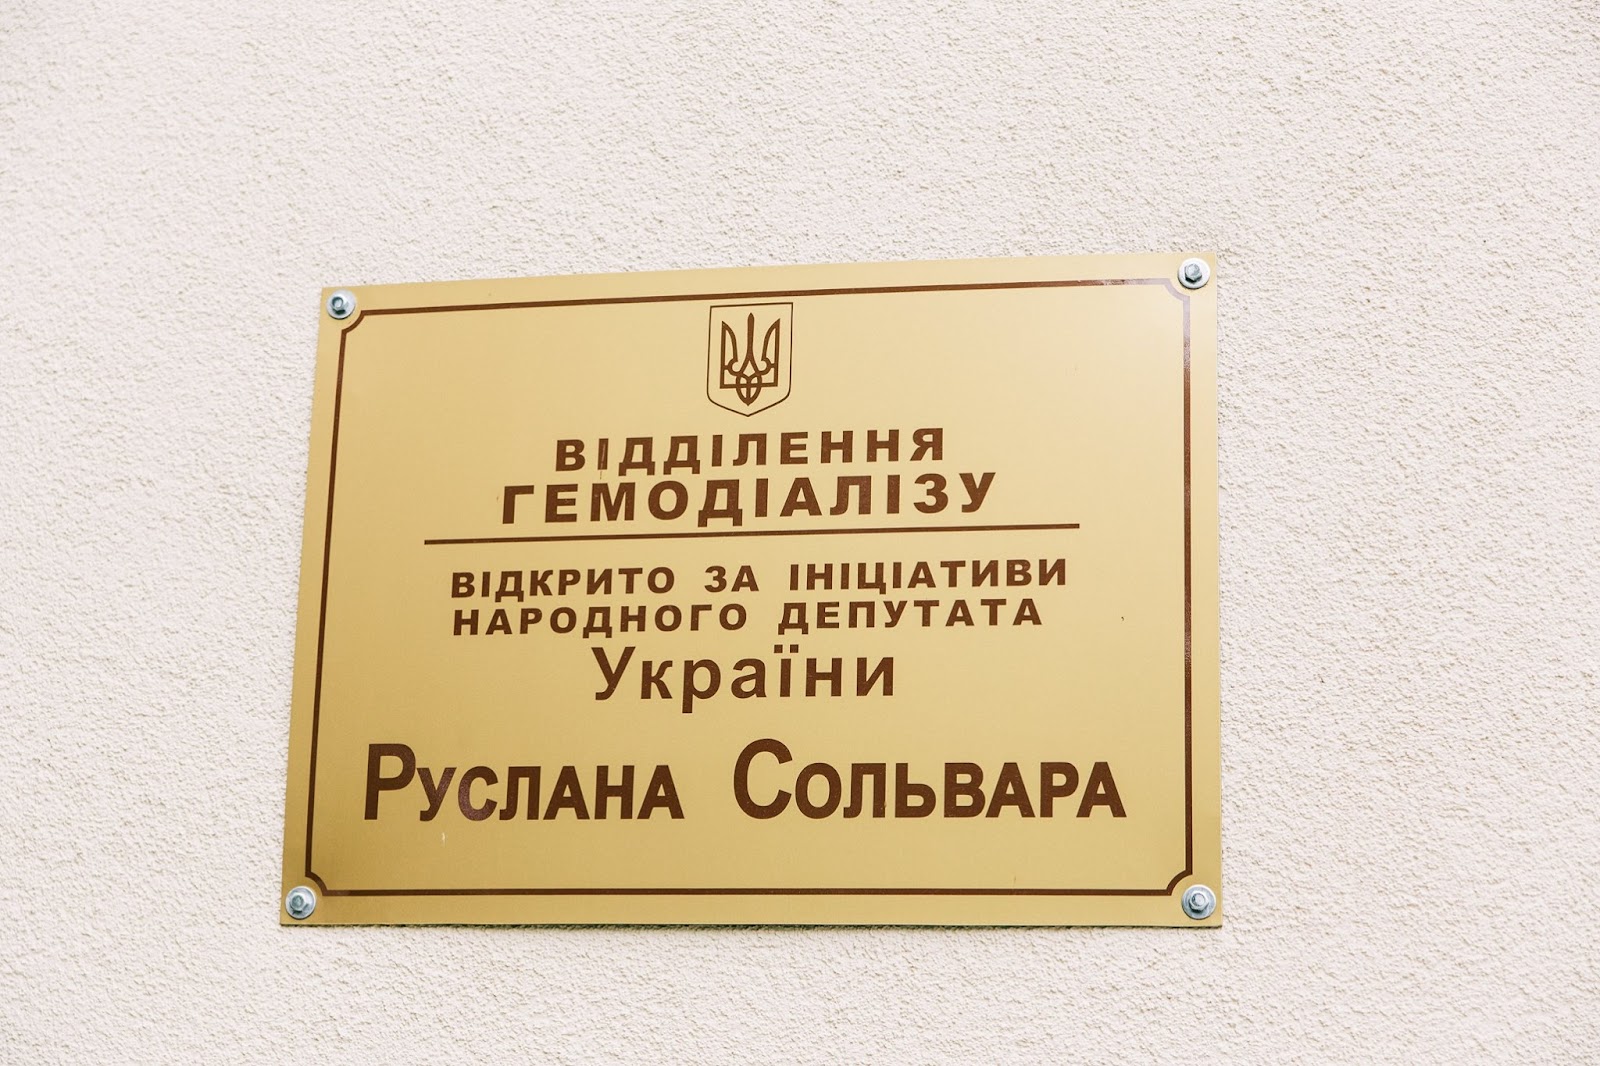 ВІДДІЛЕННЯ
ГЕМОДІАЛІЗУ
ВІДКРИТО ЗА ІНІЦІАТИВИ
НАРОДНОГО ДЕПУТАТА
України
РУСЛАНА СОЛЬВАРА